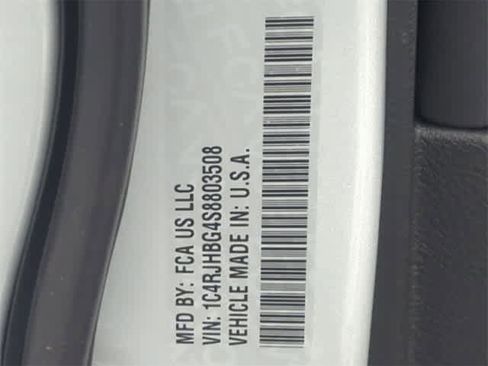 MFD BY: FCA US LLC
VIN: 1C4RJHBG4S8803508
VEHICLE MADE IN: U.S.A.